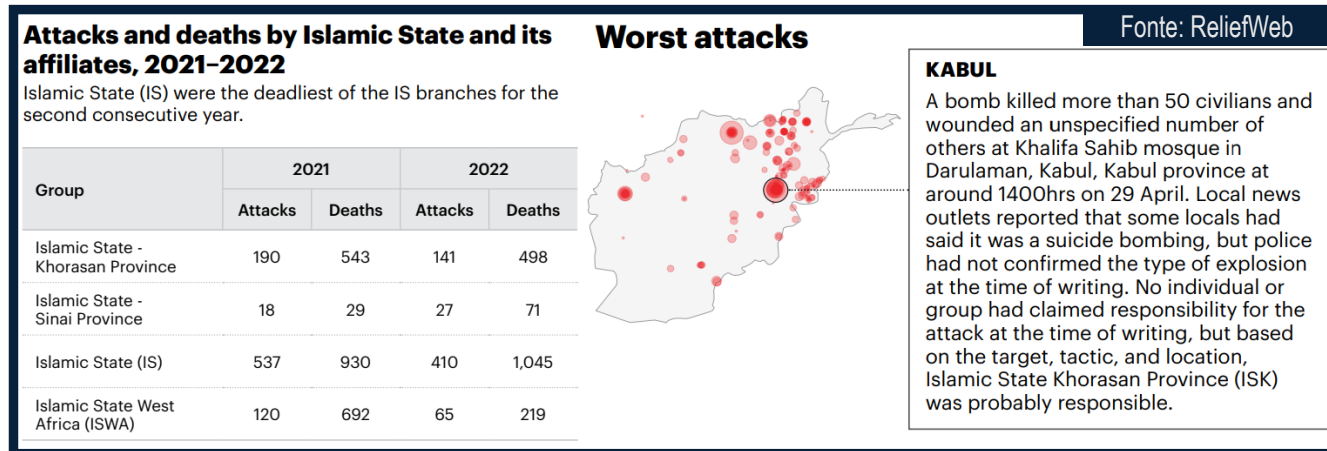 Attacks and deaths by Islamic State and its
affiliates, 2021–2022
Islamic State (IS) were the deadliest of the IS branches for the
second consecutive year.
Group 2021 2022
Attacks Deaths Attacks Deaths
Islamic State -
Khorasan Province 190 543 141 498
Islamic State -
Sinai Province 18 29 27 71
Islamic State (IS) 537 930 410 1,045
Islamic State West
Africa (ISWA) 120 692 65 219
Worst attacks
Fonte: ReliefWeb
KABUL
A bomb killed more than 50 civilians and
wounded an unspecified number of
others at Khalifa Sahib mosque in
Darulaman, Kabul, Kabul province at
around 1400hrs on 29 April. Local news
outlets reported that some locals had
said it was a suicide bombing, but police
had not confirmed the type of explosion
at the time of writing. No individual or
group had claimed responsibility for the
attack at the time of writing, but based
on the target, tactic, and location,
Islamic State Khorasan Province (ISK)
was probably responsible.